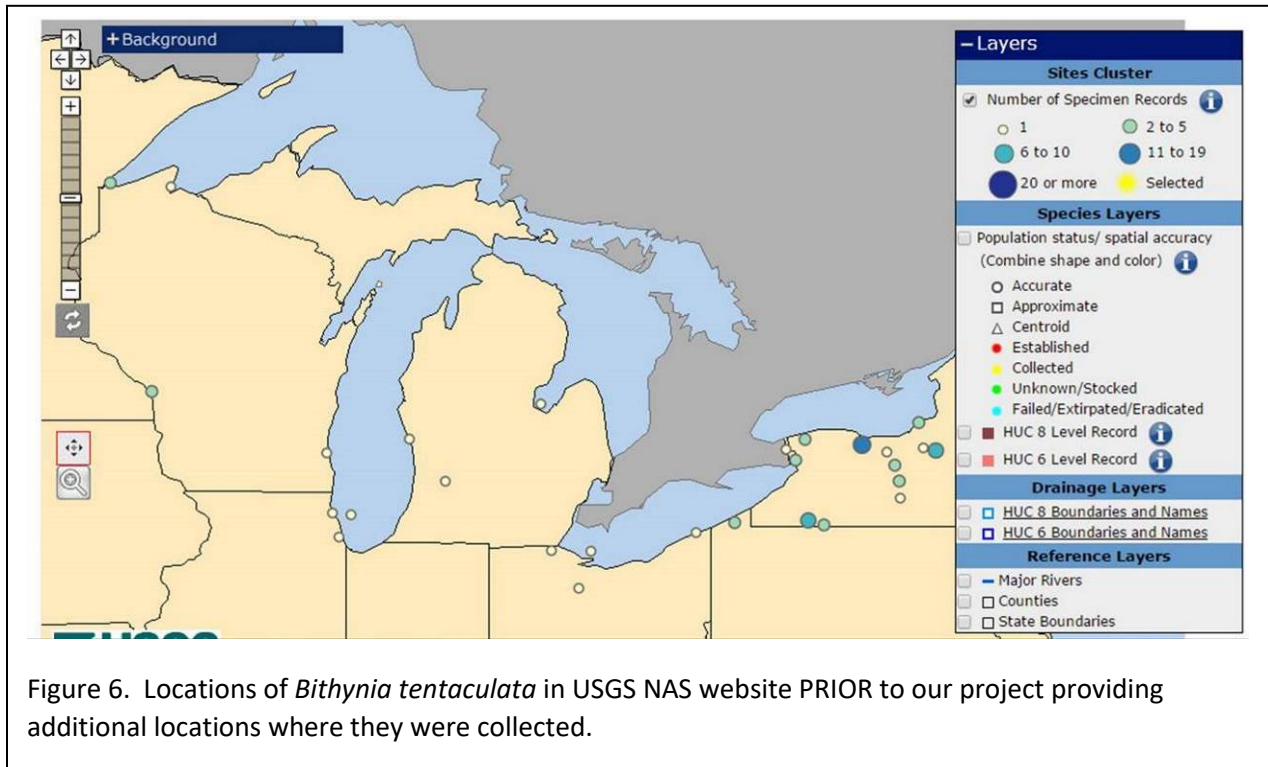 +Background
−Layers
Sites Cluster
Number of Specimen Records
1
2 to 5
6 to 10
11 to 19
20 or more
Selected
Species Layers
Population status/ spatial accuracy
(Combine shape and color)
Accurate
Approximate
Centroid
Established
Collected
Unknown/Stocked
Failed/Extirpated/Eradicated
HUC 8 Level Record
HUC 6 Level Record
Drainage Layers
HUC 8 Boundaries and Names
HUC 6 Boundaries and Names
Reference Layers
Major Rivers
Counties
State Boundaries
Figure 6. Locations of Bithynia tentaculata in USGS NAS website PRIOR to our project providing
additional locations where they were collected.